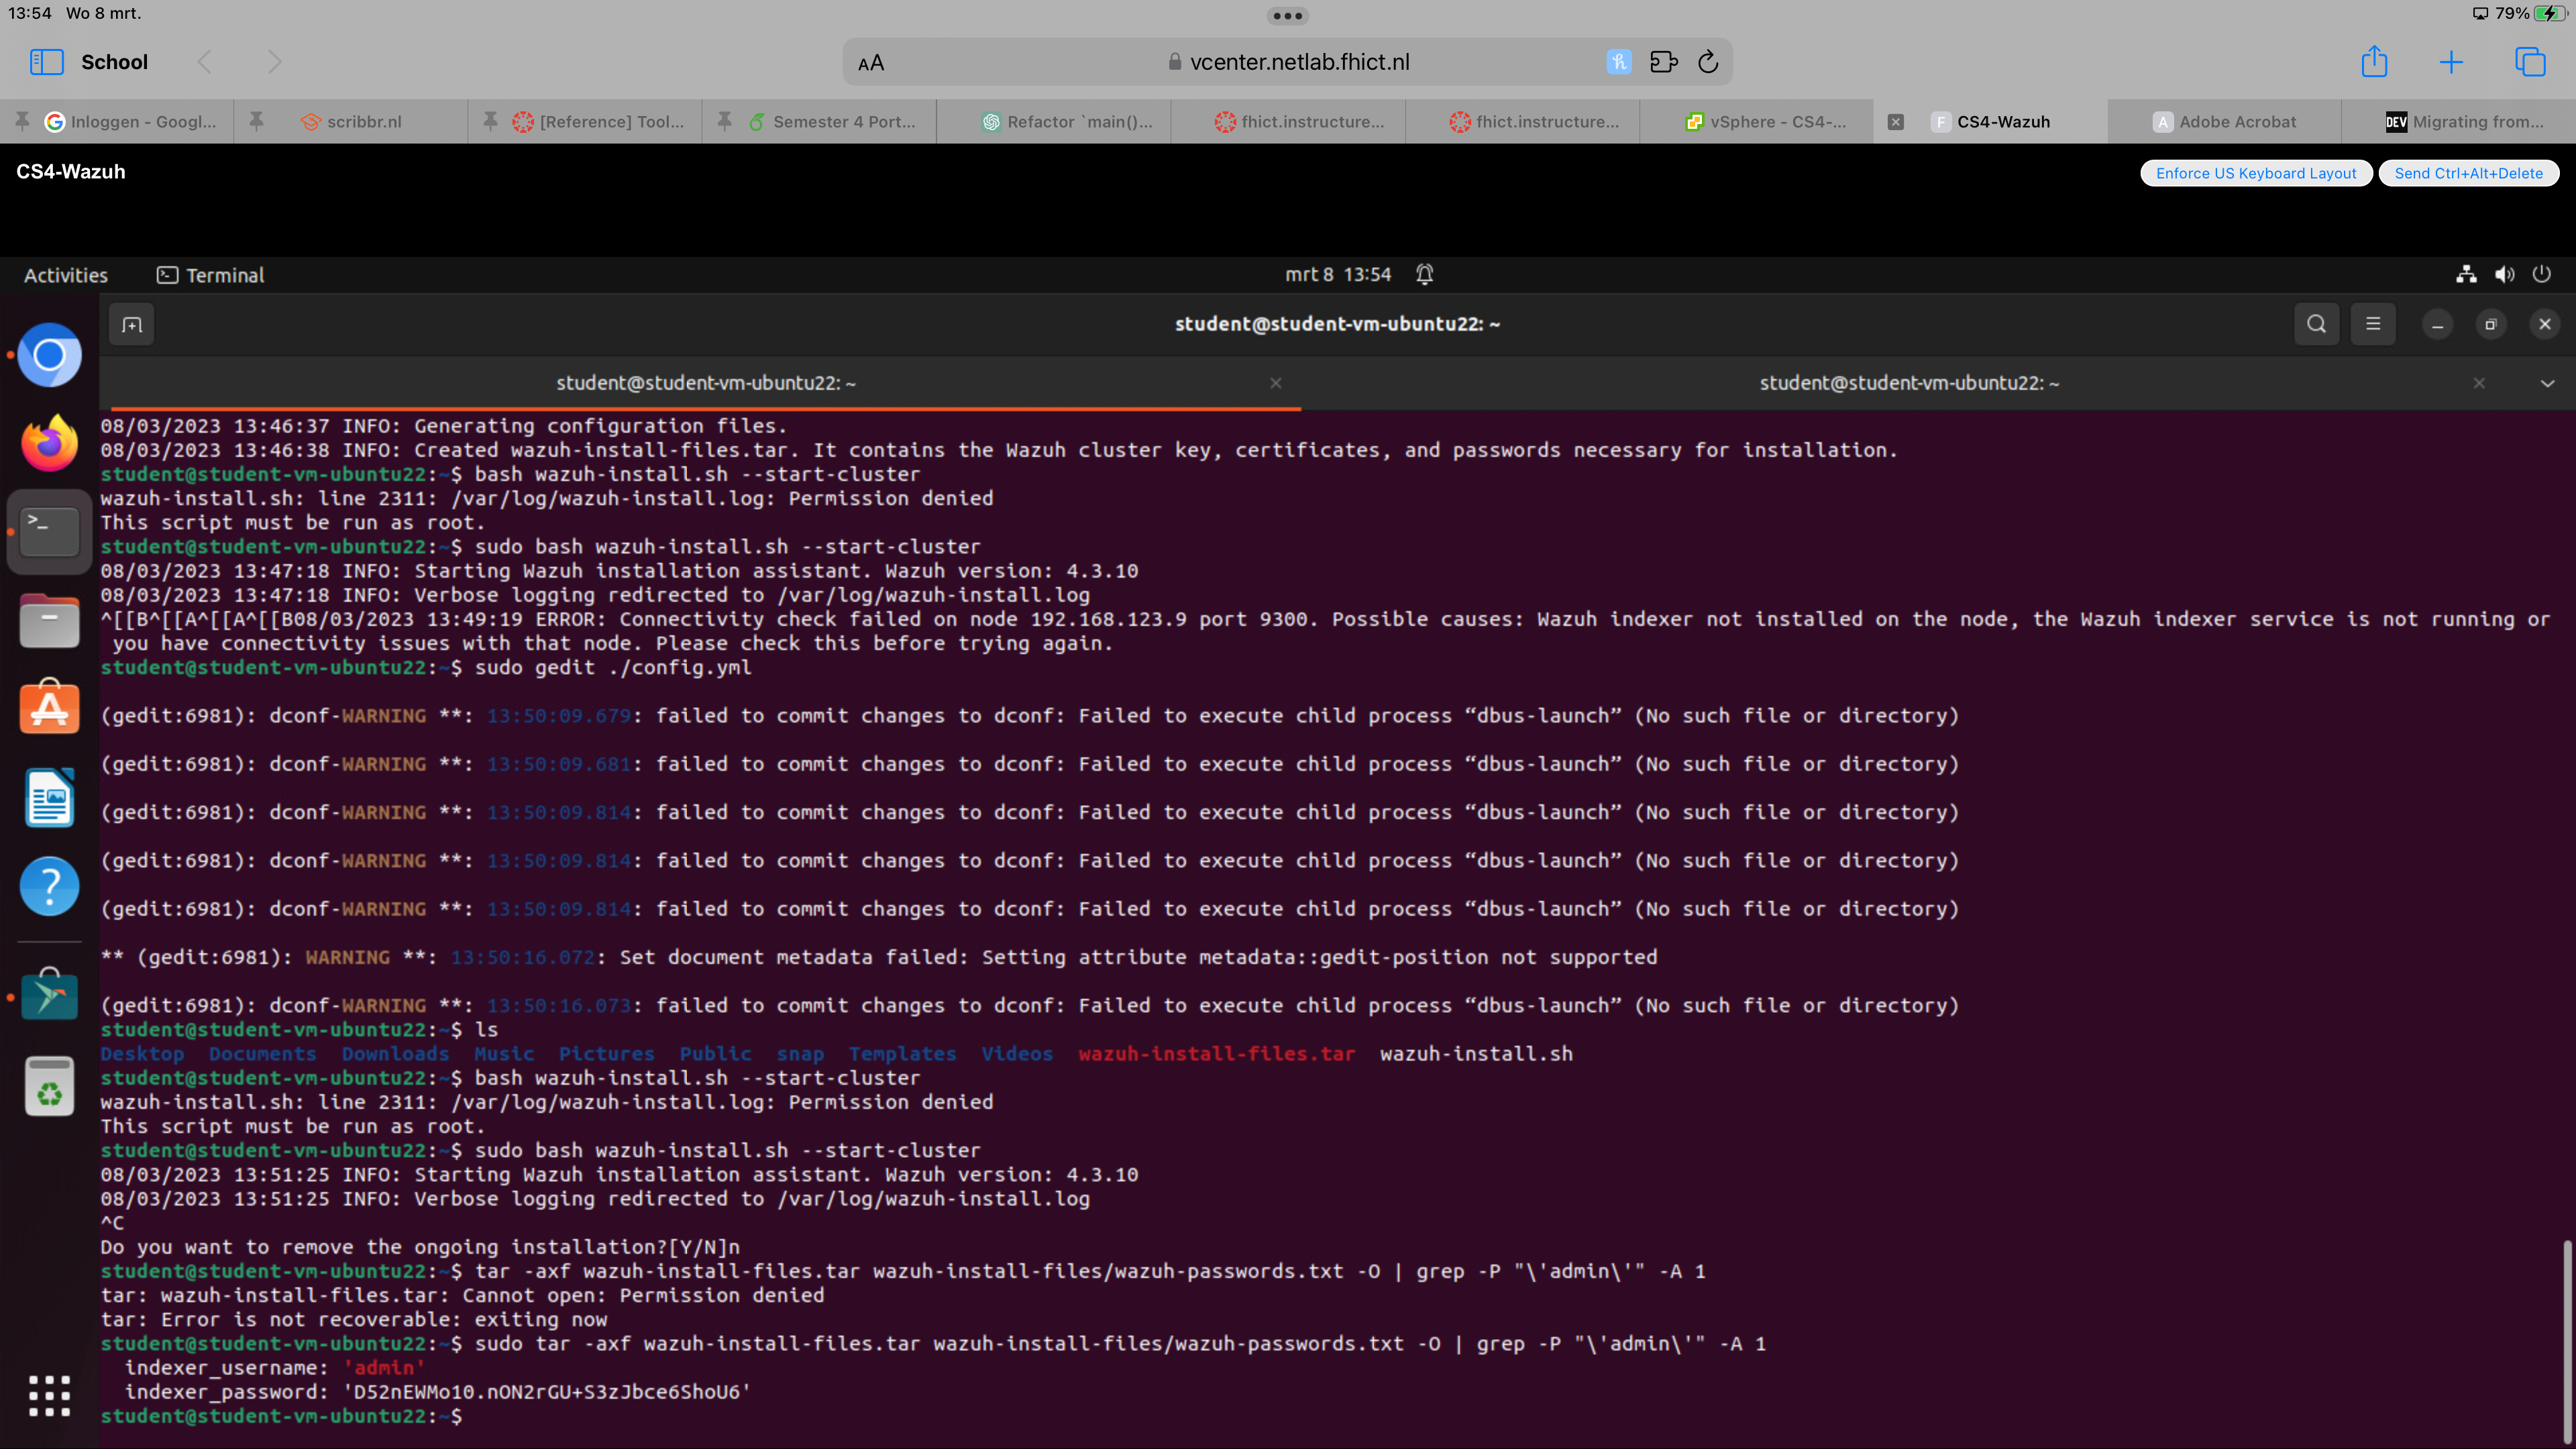 13:54 Wo 8 mrt.
79%
School
AA
vcenter.netlab.fhict.nl
Inloggen - Googl...
scribbr.nl
[Reference] Tool...
Semester 4 Port...
Refactor `main()...
fhict.instructure...
fhict.instructure...
vSphere - CS4-...
F CS4-Wazuh
A Adobe Acrobat
DEV Migrating from...
CS4-Wazuh
Enforce US Keyboard Layout
Send Ctrl+Alt+Delete
Activities
Terminal
mrt 8 13:54
student@student-vm-ubuntu22: ~
student@student-vm-ubuntu22: ~
student@student-vm-ubuntu22: ~
08/03/2023 13:46:37 INFO: Generating configuration files.
08/03/2023 13:46:38 INFO: Created wazuh-install-files.tar. It contains the Wazuh cluster key, certificates, and passwords necessary for installation.
student@student-vm-ubuntu22:~$ bash wazuh-install.sh --start-cluster
wazuh-install.sh: line 2311: /var/log/wazuh-install.log: Permission denied
This script must be run as root.
student@student-vm-ubuntu22:~$ sudo bash wazuh-install.sh --start-cluster
08/03/2023 13:47:18 INFO: Starting Wazuh installation assistant. Wazuh version: 4.3.10
08/03/2023 13:47:18 INFO: Verbose logging redirected to /var/log/wazuh-install.log
^[[B^[[A^[[A^[[B08/03/2023 13:49:19 ERROR: Connectivity check failed on node 192.168.123.9 port 9300. Possible causes: Wazuh indexer not installed on the node, the Wazuh indexer service is not running or
you have connectivity issues with that node. Please check this before trying again.
student@student-vm-ubuntu22:~$ sudo gedit ./config.yml
(gedit:6981): dconf-WARNING **: 13:50:09.679: failed to commit changes to dconf: Failed to execute child process “dbus-launch” (No such file or directory)
(gedit:6981): dconf-WARNING **: 13:50:09.681: failed to commit changes to dconf: Failed to execute child process “dbus-launch” (No such file or directory)
(gedit:6981): dconf-WARNING **: 13:50:09.814: failed to commit changes to dconf: Failed to execute child process “dbus-launch” (No such file or directory)
(gedit:6981): dconf-WARNING **: 13:50:09.814: failed to commit changes to dconf: Failed to execute child process “dbus-launch” (No such file or directory)
(gedit:6981): dconf-WARNING **: 13:50:09.814: failed to commit changes to dconf: Failed to execute child process “dbus-launch” (No such file or directory)
** (gedit:6981): WARNING **: 13:50:16.072: Set document metadata failed: Setting attribute metadata::gedit-position not supported
(gedit:6981): dconf-WARNING **: 13:50:16.073: failed to commit changes to dconf: Failed to execute child process “dbus-launch” (No such file or directory)
student@student-vm-ubuntu22:~$ ls
Desktop Documents Downloads Music Pictures Public snap Templates Videos wazuh-install-files.tar wazuh-install.sh
student@student-vm-ubuntu22:~$ bash wazuh-install.sh --start-cluster
wazuh-install.sh: line 2311: /var/log/wazuh-install.log: Permission denied
This script must be run as root.
student@student-vm-ubuntu22:~$ sudo bash wazuh-install.sh --start-cluster
08/03/2023 13:51:25 INFO: Starting Wazuh installation assistant. Wazuh version: 4.3.10
08/03/2023 13:51:25 INFO: Verbose logging redirected to /var/log/wazuh-install.log
^C
Do you want to remove the ongoing installation?[Y/N]n
student@student-vm-ubuntu22:~$ tar -axf wazuh-install-files.tar wazuh-install-files/wazuh-passwords.txt -O | grep -P "\'admin\'" -A 1
tar: wazuh-install-files.tar: Cannot open: Permission denied
tar: Error is not recoverable: exiting now
student@student-vm-ubuntu22:~$ sudo tar -axf wazuh-install-files.tar wazuh-install-files/wazuh-passwords.txt -O | grep -P "\'admin\'" -A 1
indexer_username: 'admin'
indexer_password: 'D52nEWMo10.nON2rGU+S3zJbce6ShoU6'
student@student-vm-ubuntu22:~$